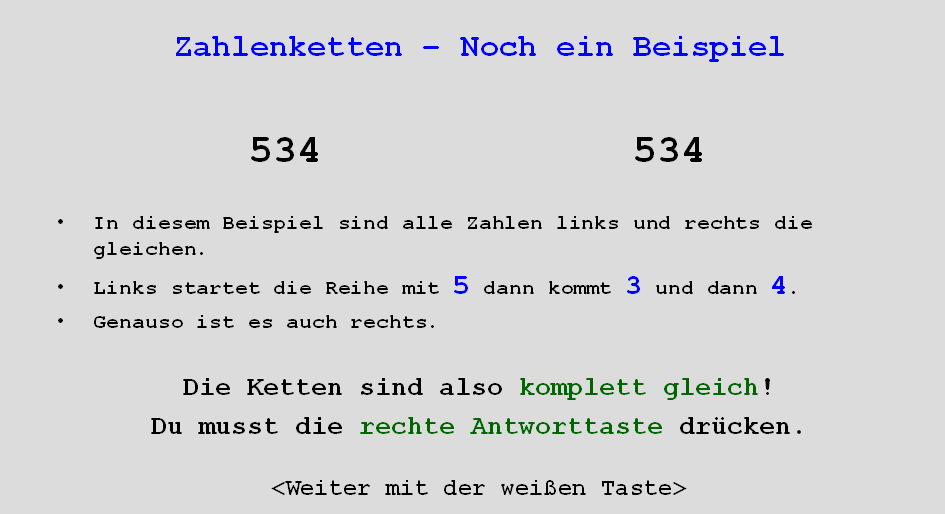 Zahlenketten – Noch ein Beispiel
534 534
• In diesem Beispiel sind alle Zahlen links und rechts die
gleichen.
• Links startet die Reihe mit 5 dann kommt 3 und dann 4.
• Genauso ist es auch rechts.
Die Ketten sind also komplett gleich!
Du musst die rechte Antworttaste drücken.
<Weiter mit der weißen Taste>